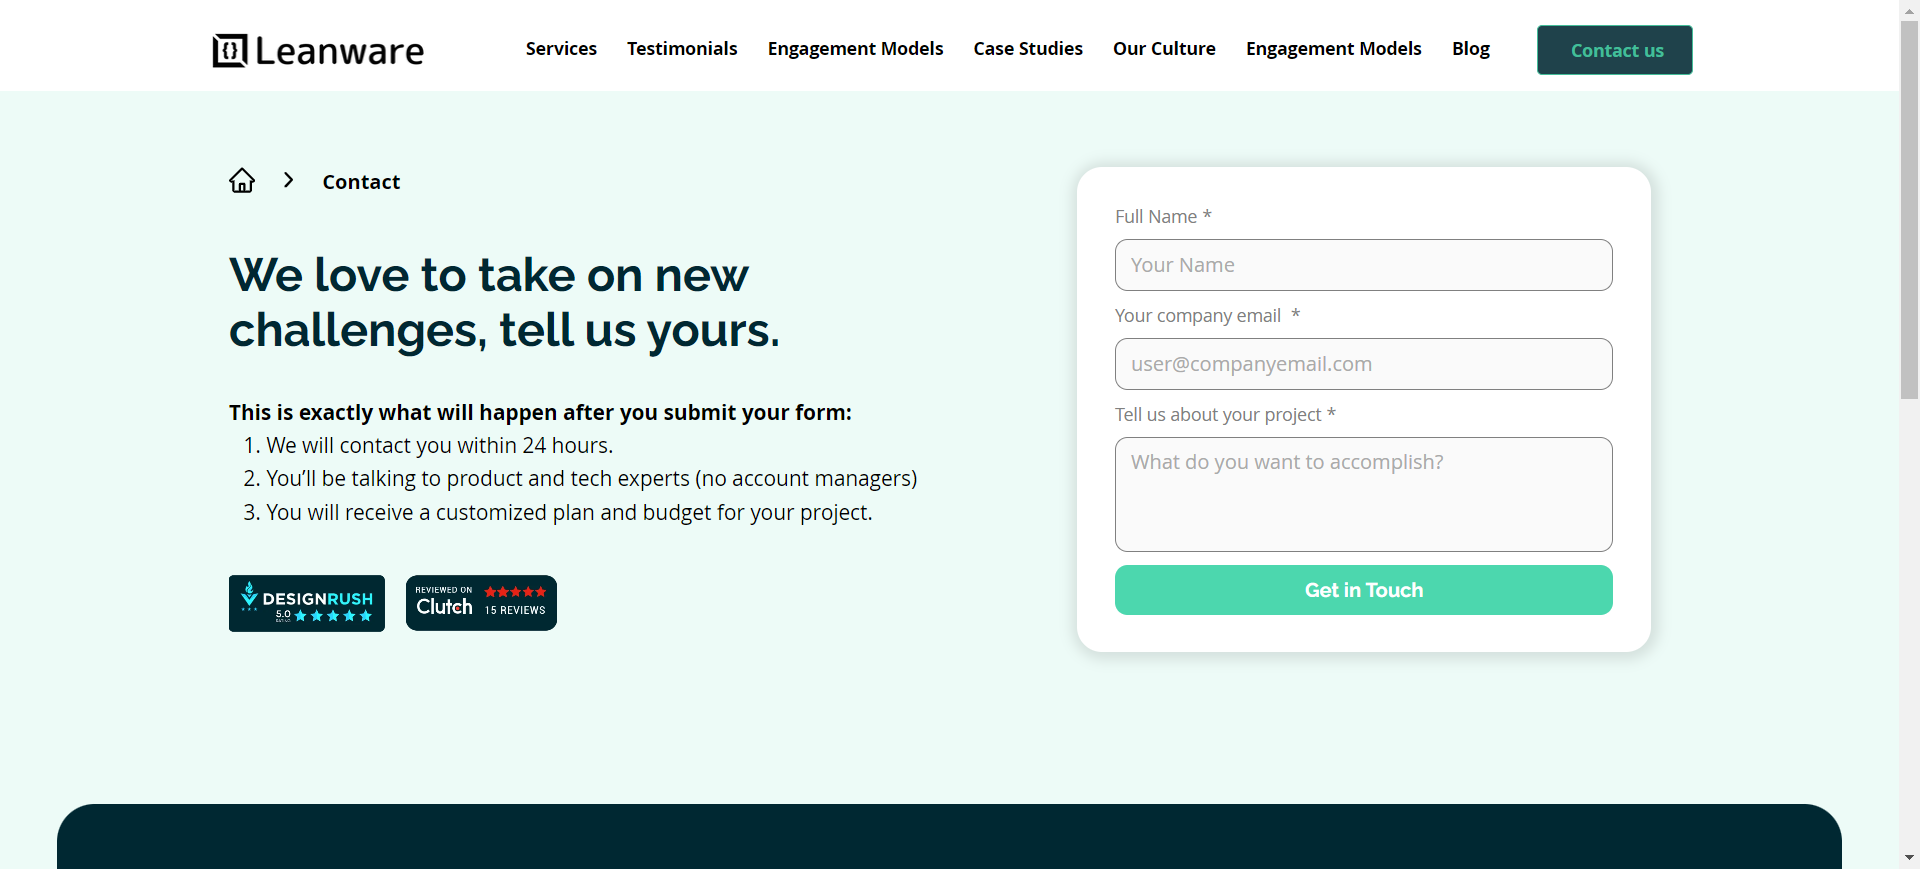 Leanware
Services Testimonials Engagement Models Case Studies Our Culture Engagement Models Blog Contact us
Contact
We love to take on new
challenges, tell us yours.
This is exactly what will happen after you submit your form:
1. We will contact you within 24 hours.
2. You’ll be talking to product and tech experts (no account managers)
3. You will receive a customized plan and budget for your project.
DESIGNRUSH
5.0
RATING
REVIEWED ON
Clutch
15 REVIEWS
Full Name *
Your Name
Your company email *
user@companyemail.com
Tell us about your project *
What do you want to accomplish?
Get in Touch